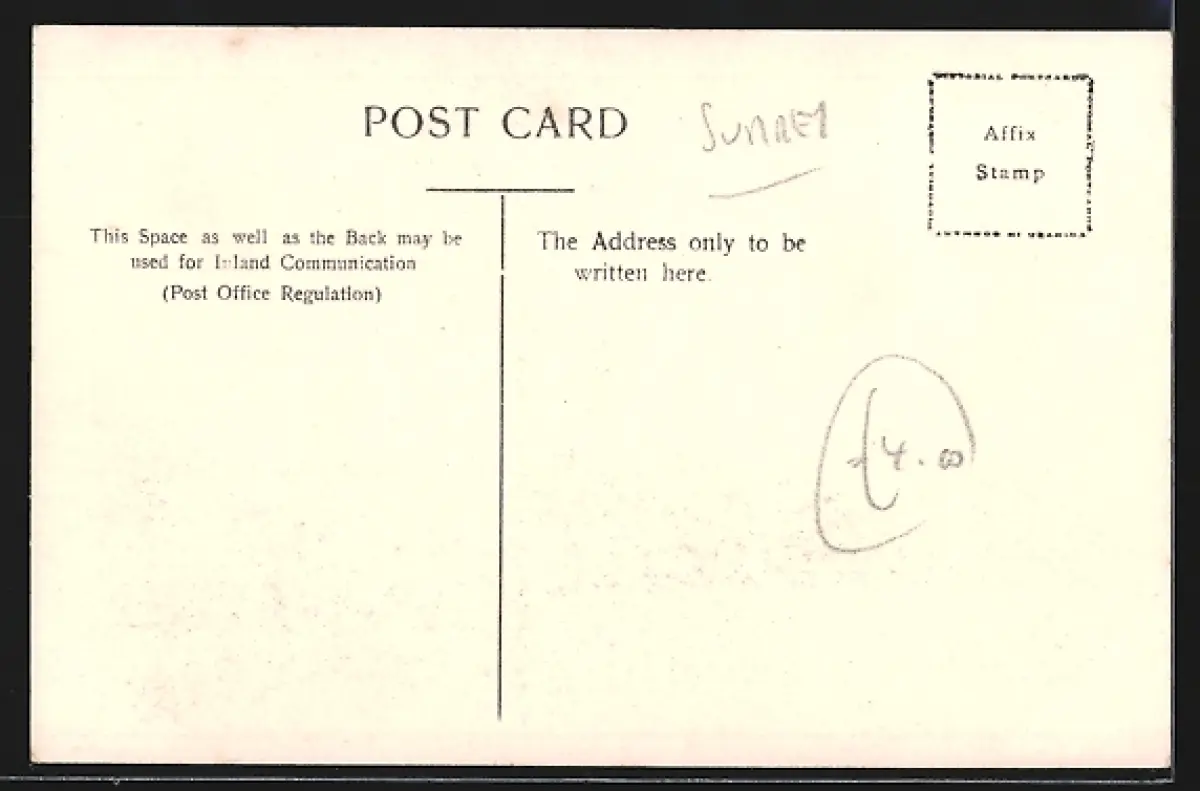 POST CARD
SURREY
Affix
Stamp
This Space as well as the Back may be
used for Inland Communication
(Post Office Regulation)
The Address only to be
written here.
£4.00